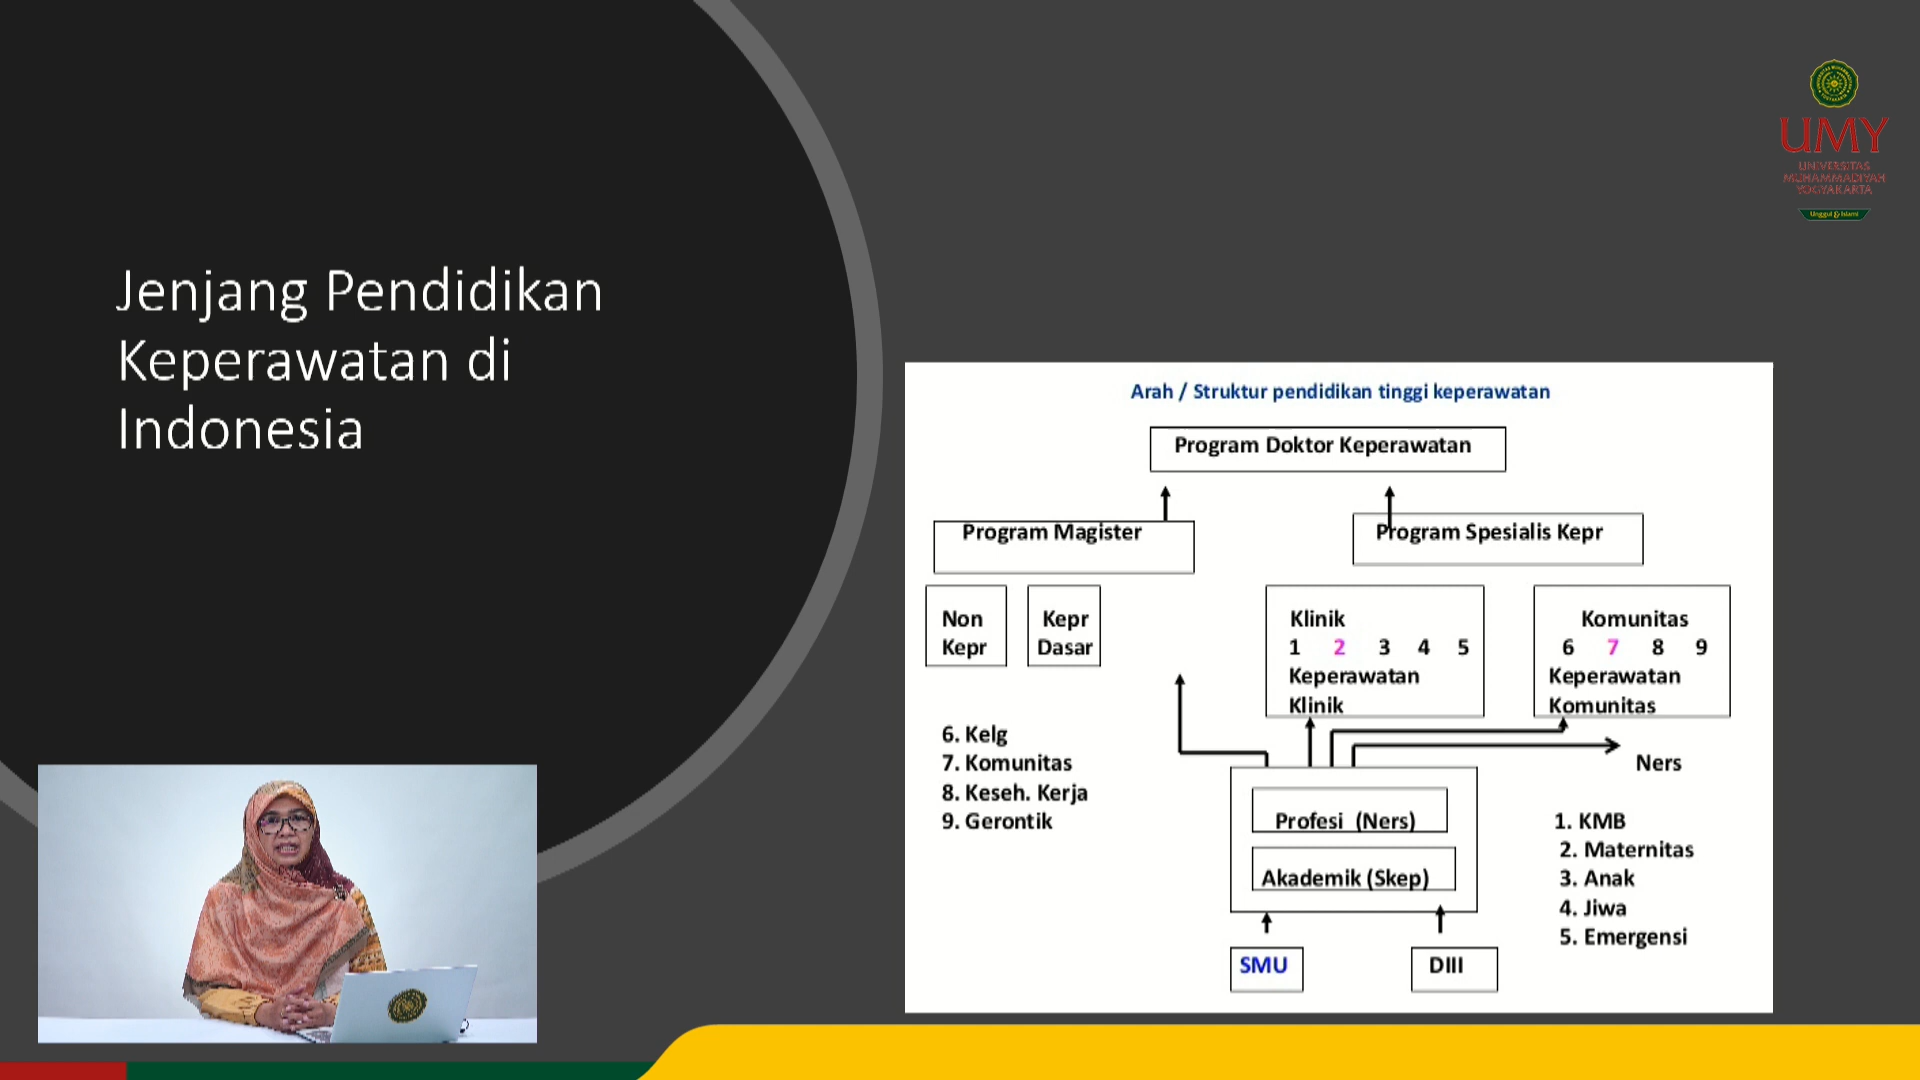 Jenjang Pendidikan
Keperawatan di
Indonesia
UMY
UNIVERSITAS
MUHAMMADIYAH
YOGYAKARTA
Unggul & Islami
Arah / Struktur pendidikan tinggi keperawatan
Program Doktor Keperawatan
Program Magister
Program Spesialis Kepr
Non
Kepr
Kepr
Dasar
Klinik
1 2 3 4 5
Keperawatan
Klinik
Komunitas
6 7 8 9
Keperawatan
Komunitas
6. Kelg
7. Komunitas
8. Keseh. Kerja
9. Gerontik
Ners
Profesi (Ners)
Akademik (Skep)
1. KMB
2. Maternitas
3. Anak
4. Jiwa
5. Emergensi
SMU
DIII